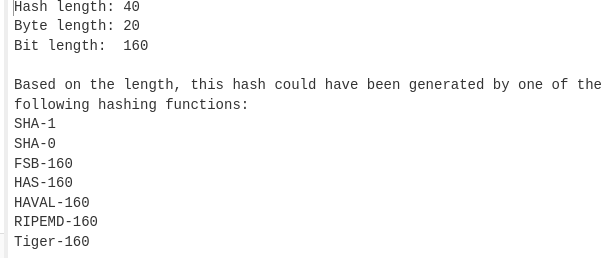 Hash length: 40
Byte length: 20
Bit length:  160
Based on the length, this hash could have been generated by one of the
following hashing functions:
SHA-1
SHA-0
FSB-160
HAS-160
HAVAL-160
RIPEMD-160
Tiger-160